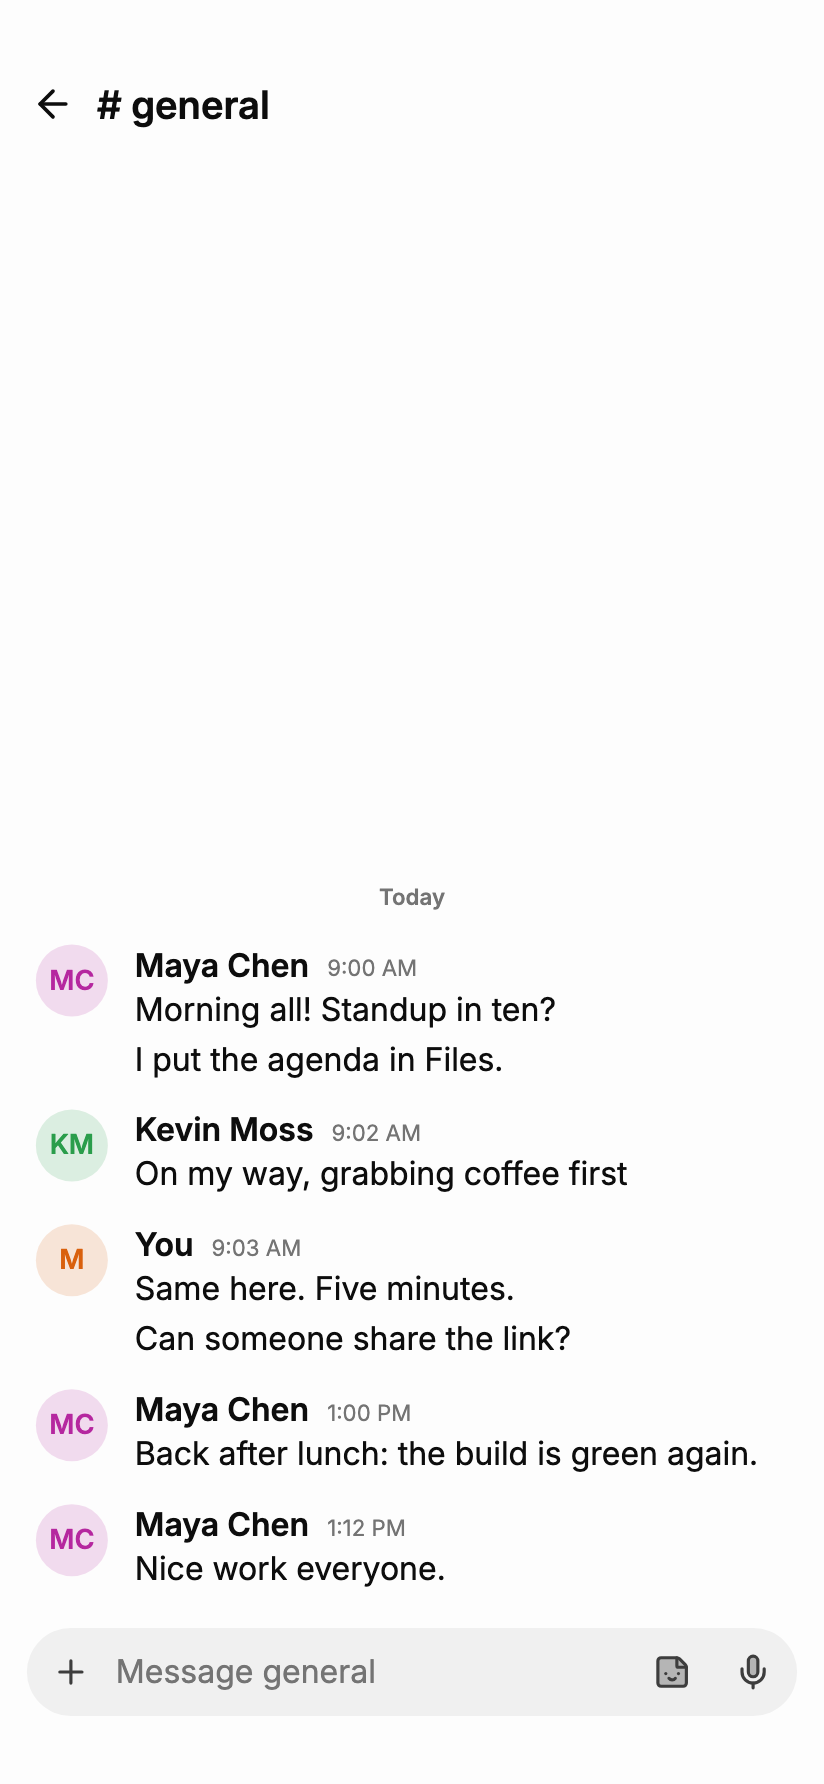 # general
Today
MC
Maya Chen 9:00 AM
Morning all! Standup in ten?
I put the agenda in Files.
KM
Kevin Moss 9:02 AM
On my way, grabbing coffee first
M
You 9:03 AM
Same here. Five minutes.
Can someone share the link?
MC
Maya Chen 1:00 PM
Back after lunch: the build is green again.
MC
Maya Chen 1:12 PM
Nice work everyone.
Message general